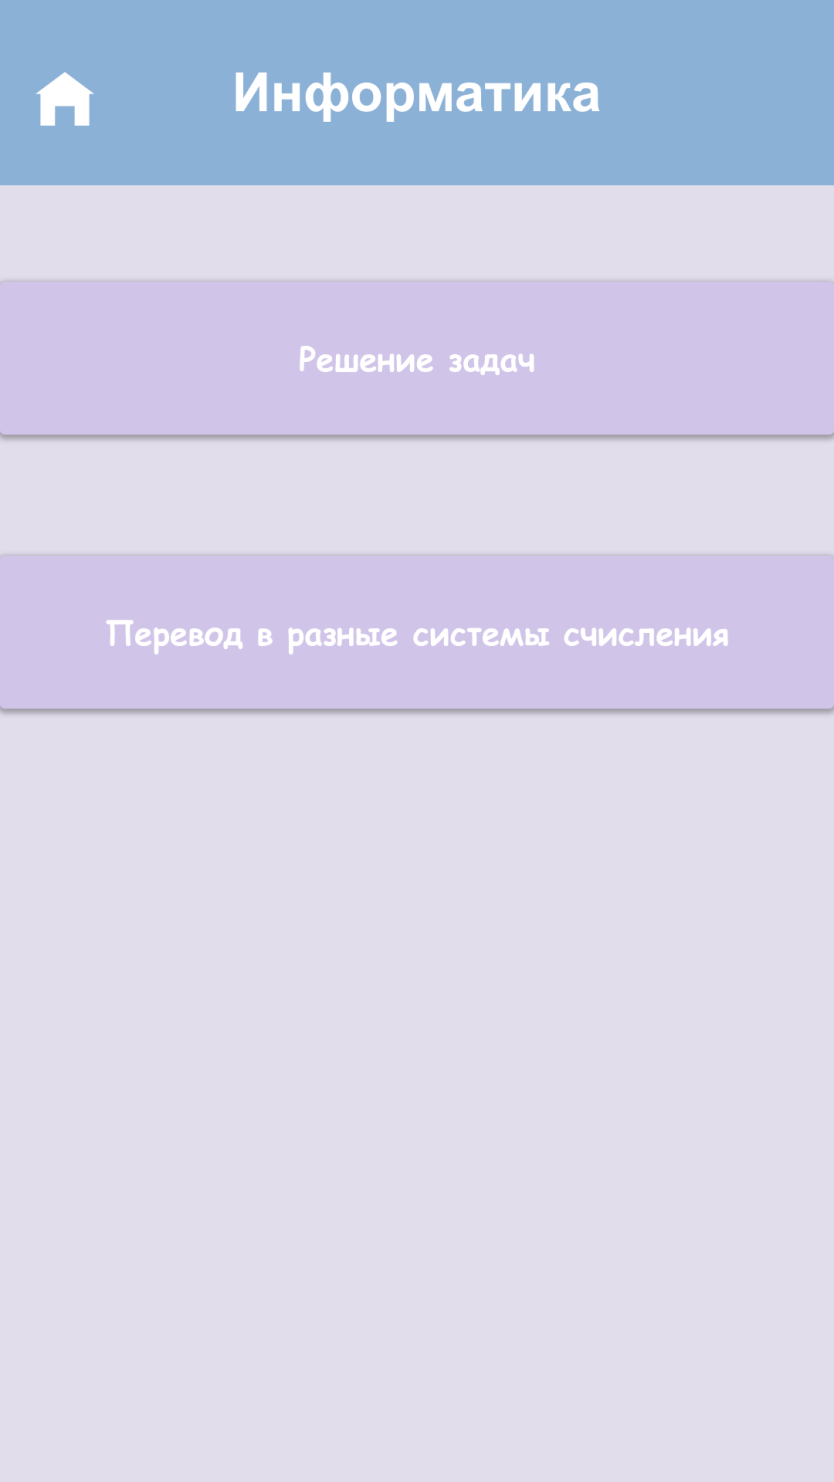 Информатика
Решение задач
Перевод в разные системы счисления